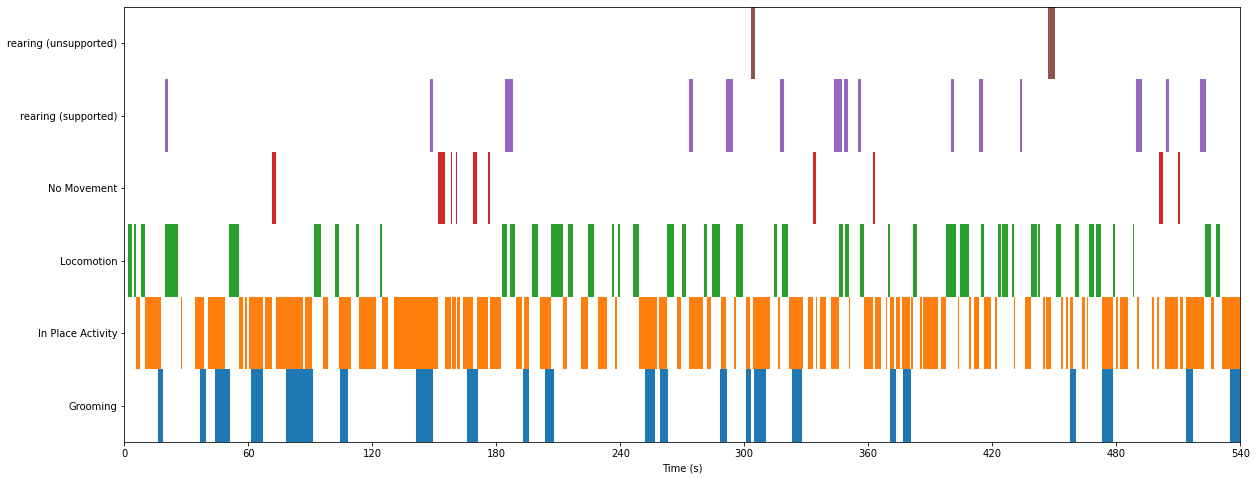 rearing (unsupported)
rearing (supported)
No Movement
Locomotion
In Place Activity
Grooming
0 60 120 180 240 300 360 420 480 540
Time (s)